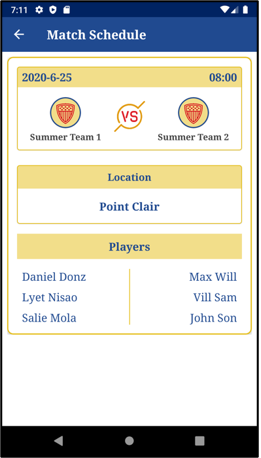 7:11
Match Schedule
2020-6-25 08:00
VS
Summer Team 1 Summer Team 2
Location
Point Clair
Players
Daniel Donz Max Will
Lyet Nisao Vill Sam
Salie Mola John Son